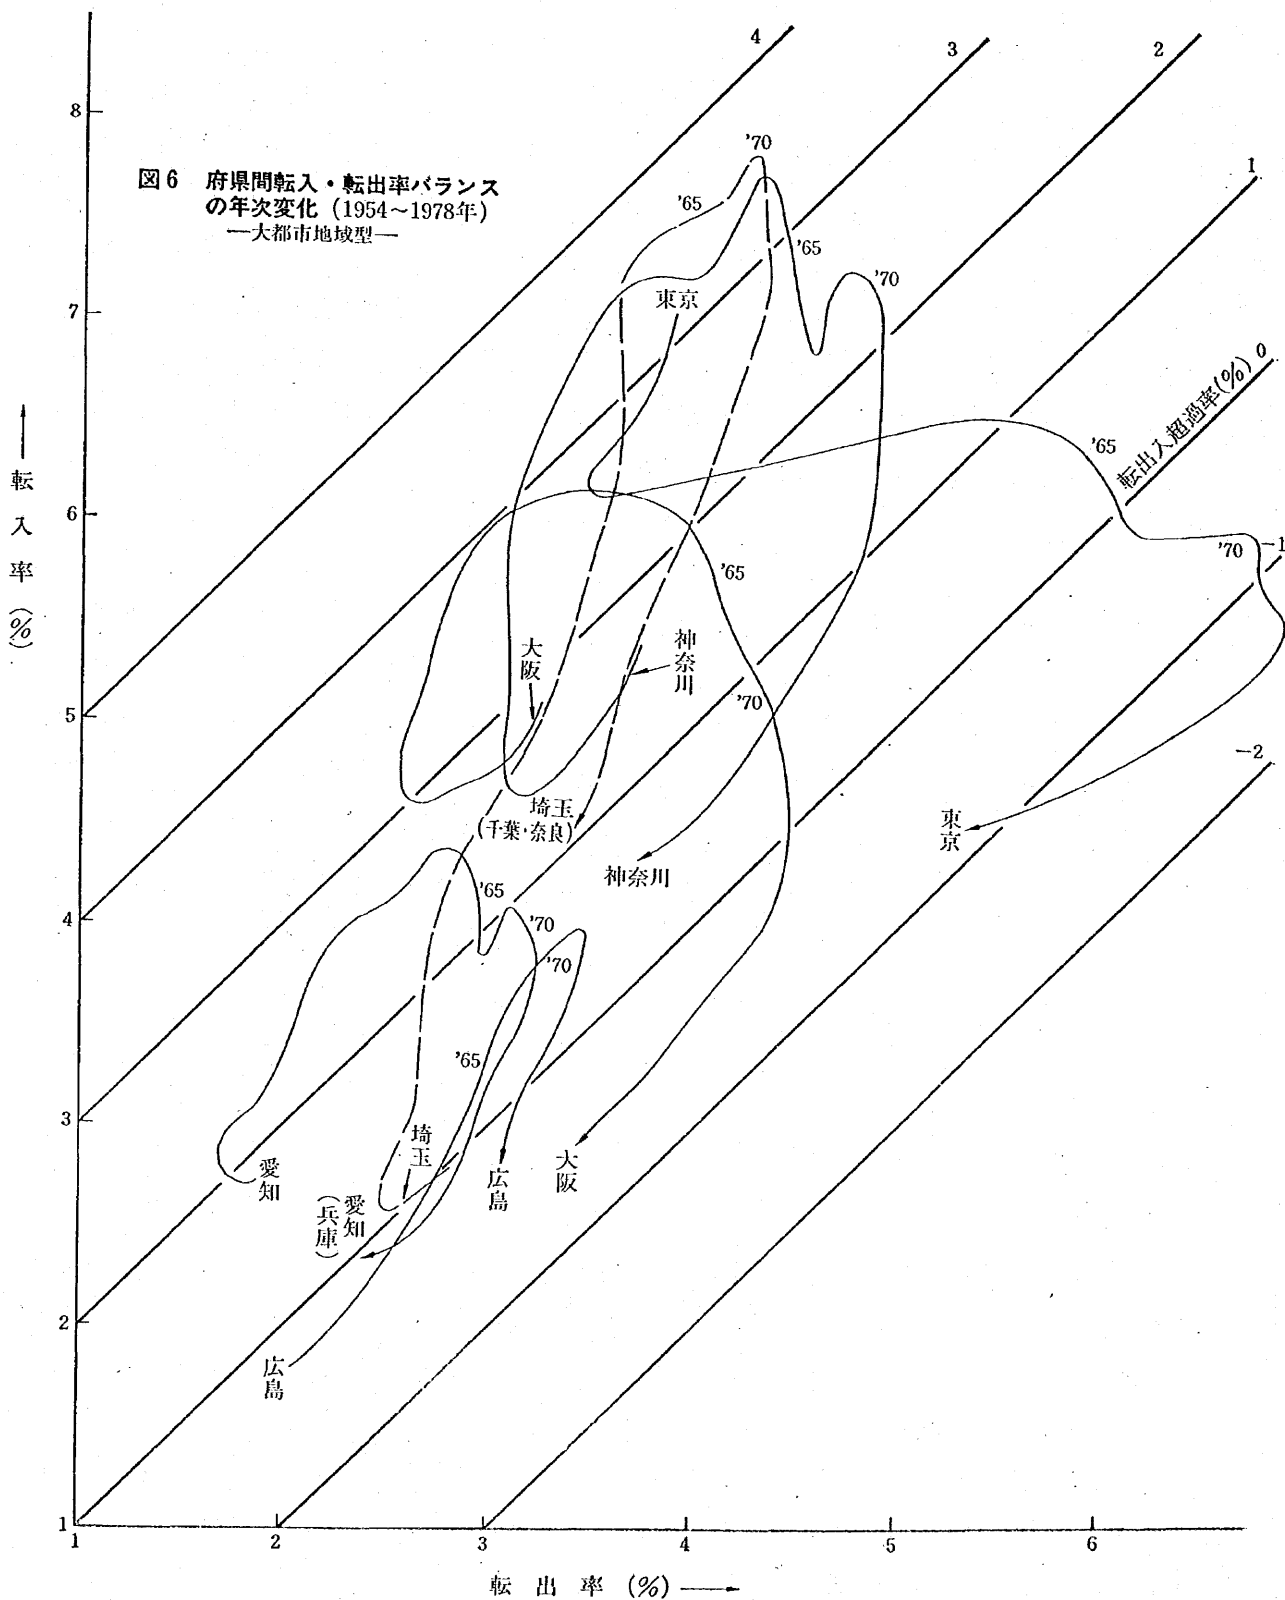 4
3
2
1
転出入超過率(%) 0
−1
−2
図6 府県間転入・転出率バランス
の年次変化(1954〜1978年)
—大都市地域型—
8
7
6
5
4
3
2
1
転入率(%)
'70
'65
'65
'70
東京
'65
'70
'65
'70
大阪
神奈川
埼玉
(千葉・奈良)
神奈川
東京
'65
'70
'70
'65
埼玉
愛知
愛知
(兵庫)
広島
大阪
広島
1
2
3
4
5
6
転出率(%)